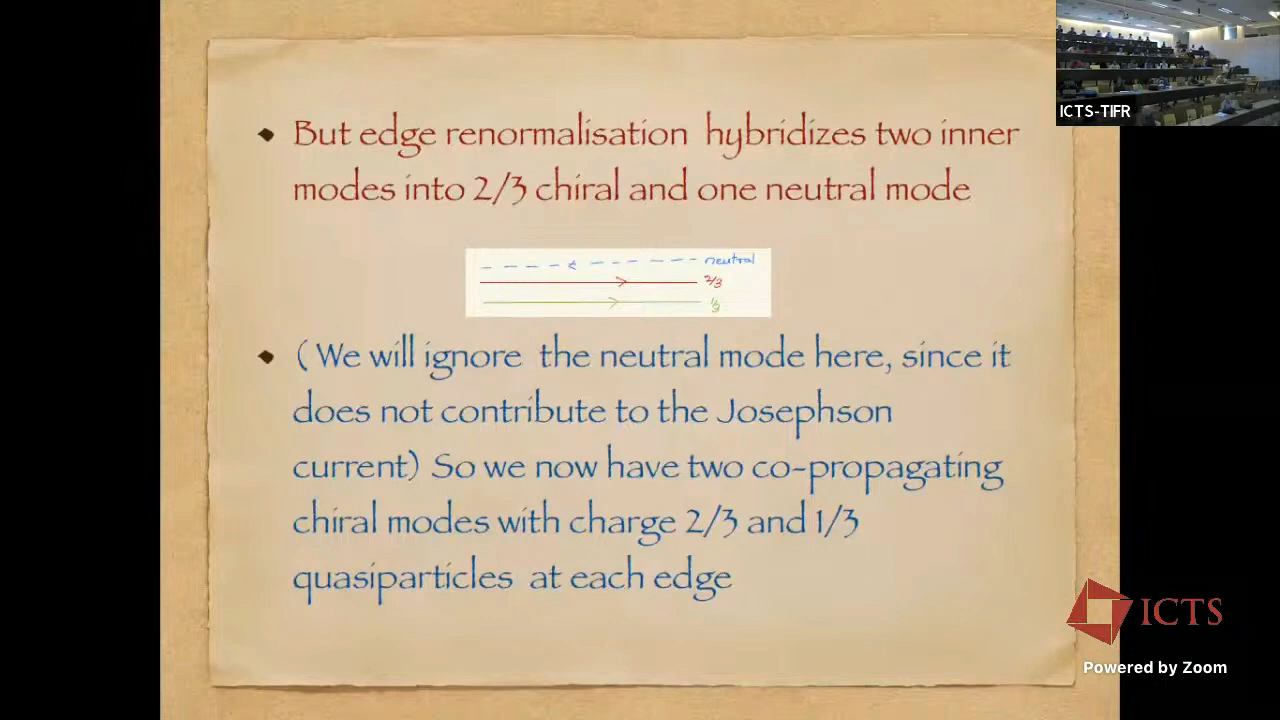 ICTS-TIFR
But edge renormalisation hybridizes two inner
modes into 2/3 chiral and one neutral mode
neutral
2/3
1/3
( We will ignore the neutral mode here, since it
does not contribute to the Josephson
current) So we now have two co-propagating
chiral modes with charge 2/3 and 1/3
quasiparticles at each edge
ICTS
Powered by Zoom